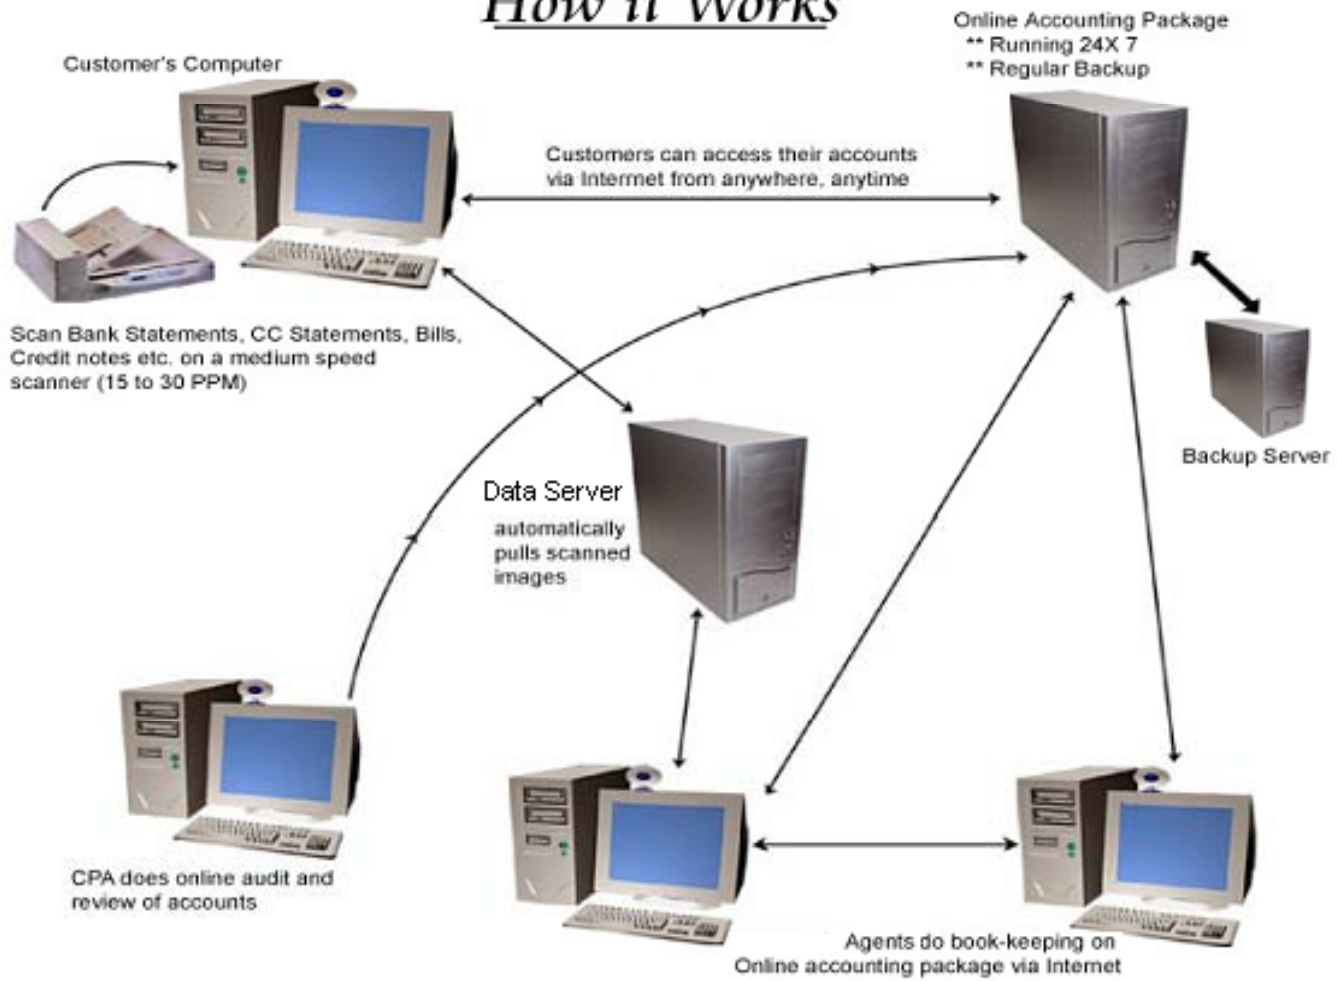 How it Works
Online Accounting Package
** Running 24X 7
** Regular Backup
Customer's Computer
Customers can access their accounts
via Internet from anywhere, anytime
Scan Bank Statements, CC Statements, Bills,
Credit notes etc. on a medium speed
scanner (15 to 30 PPM)
Backup Server
Data Server
automatically
pulls scanned
images
CPA does online audit and
review of accounts
Agents do book-keeping on
Online accounting package via Internet